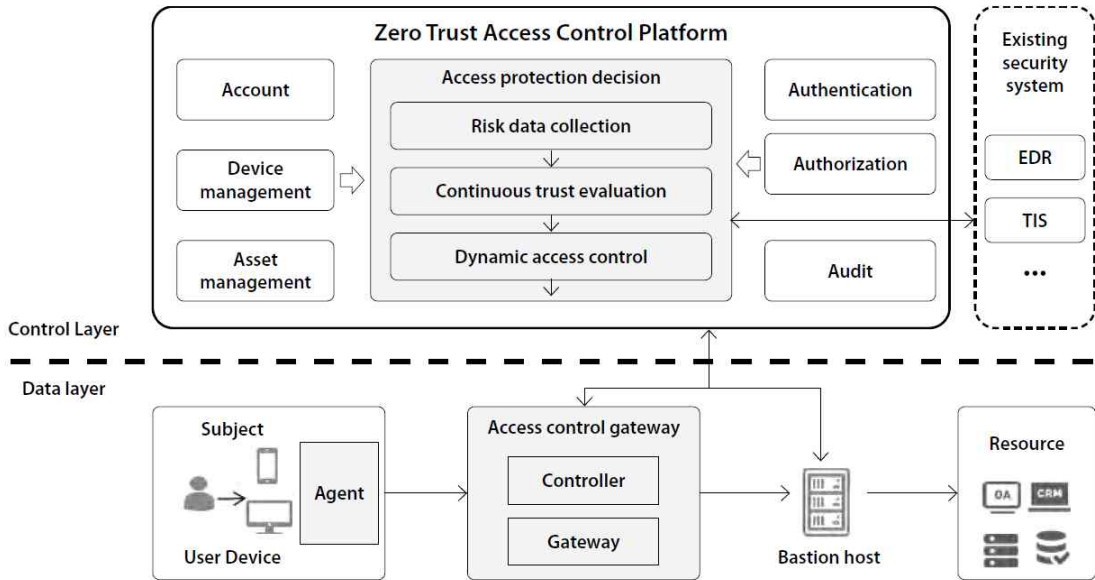 Zero Trust Access Control Platform
Account
Device
management
Asset
management
Access protection decision
Risk data collection
Continuous trust evaluation
Dynamic access control
Authentication
Authorization
Audit
Existing
security
system
EDR
TIS
...
Control Layer
Data layer
Subject
User Device
Agent
Access control gateway
Controller
Gateway
Bastion host
Resource
OA
CRM